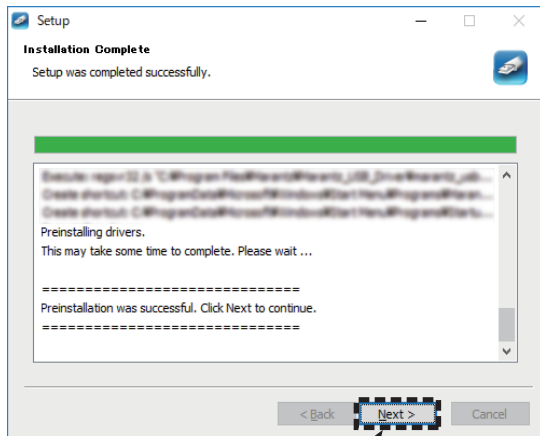 Setup
Installation Complete
Setup was completed successfully.
Preinstalling drivers.
This may take some time to complete. Please wait ...
==============================
Preinstallation was successful. Click Next to continue.
==============================
< Back
Next >
Cancel